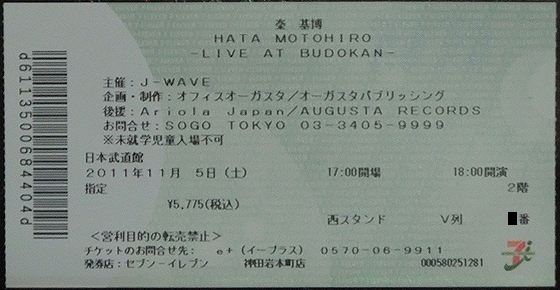 秦 基博
HATA MOTOHIRO
-LIVE AT BUDOKAN-
主催：J-WAVE
企画・制作：オフィスオーガスタ／オーガスタパブリッシング
後援：Ariola Japan/AUGUSTA RECORDS
お問合せ：SOGO TOKYO 03-3405-9999
※未就学児童入場不可
日本武道館
2011年11月 5日（土） 17:00開場 18:00開演
指定 2階
¥5,775(税込)
西スタンド V列 番
＜営利目的の転売禁止＞
チケットのお問合せ先： e+（イープラス） 0570-06-9911
発券店：セブン-イレブン 神田岩本町店 000580251281
d6113500684404d